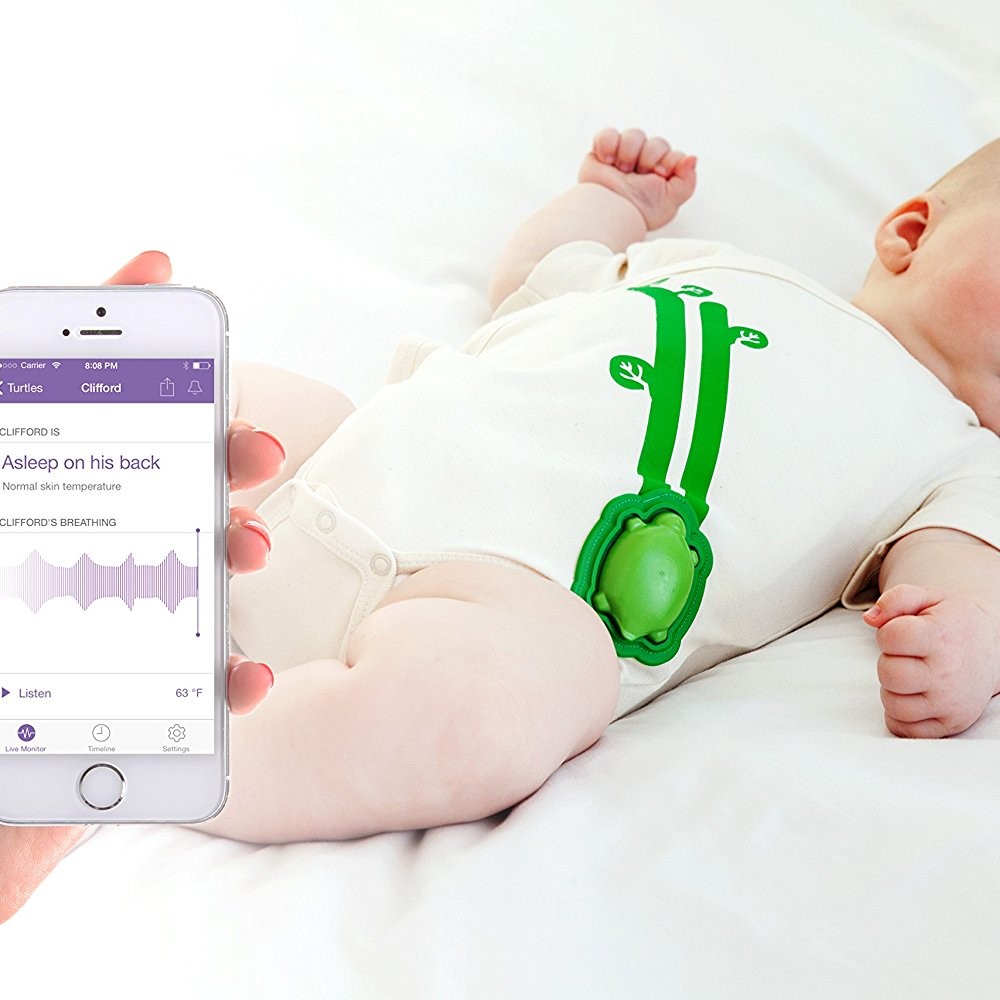 Carrier 8:08 PM
Turtles Clifford
CLIFFORD IS
Asleep on his back
Normal skin temperature
CLIFFORD'S BREATHING
Listen 63 °F
Live Monitor Timeline Settings